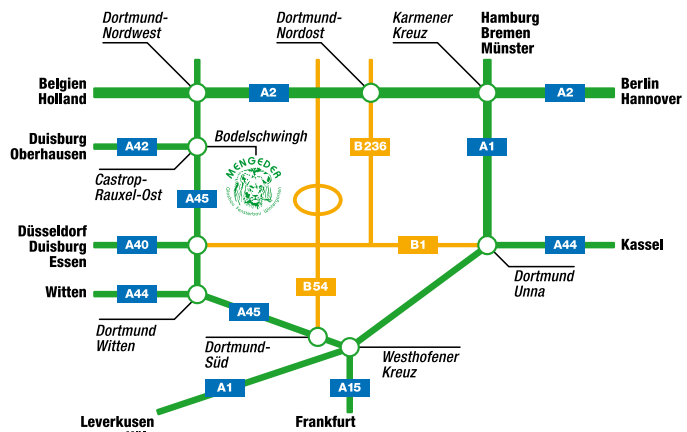 Dortmund-
Nordwest
Dortmund-
Nordost
Karmener
Kreuz
Hamburg
Bremen
Münster
Belgien
Holland
A2
A2
Berlin
Hannover
Duisburg
Oberhausen
A42
Bodelschwingh
B236
A1
MENGEDER
Castrop-
Rauxel-Ost
A45
Düsseldorf
Duisburg
Essen
A40
B1
A44
Kassel
Witten
A44
B54
Dortmund
Unna
A45
Dortmund
Witten
Dortmund-
Süd
Westhofener
Kreuz
A1
A15
Leverkusen
Frankfurt